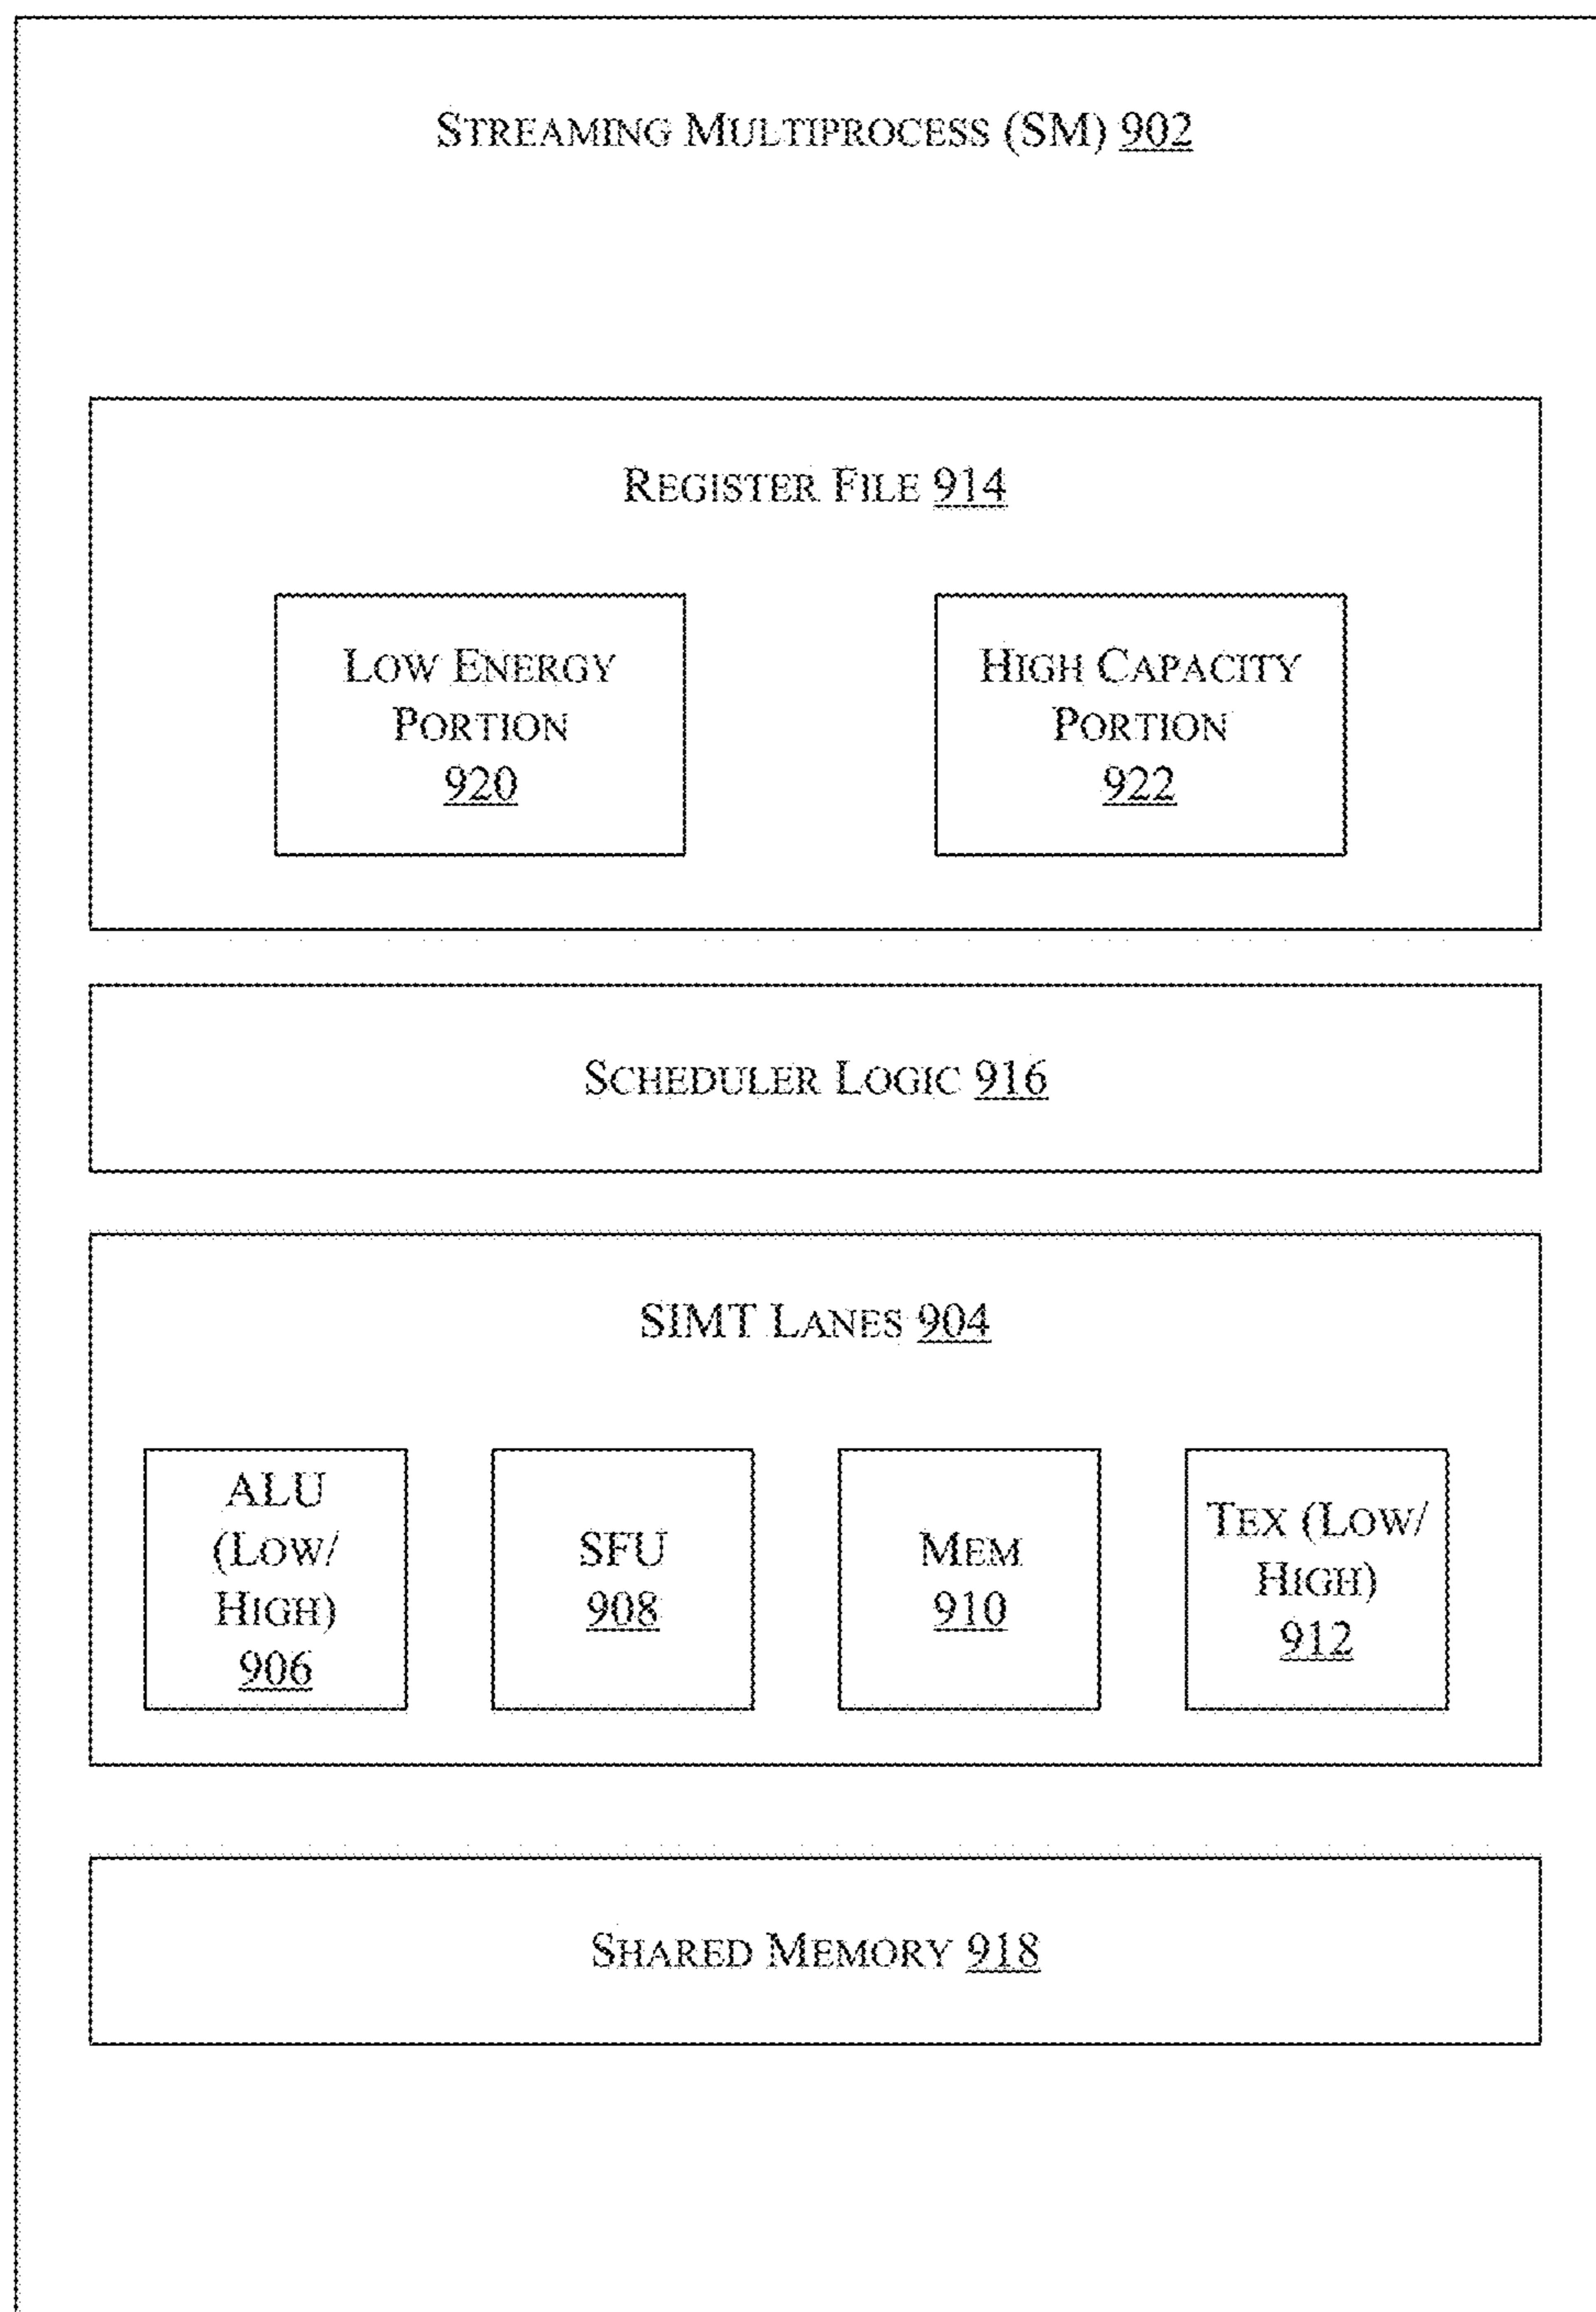 STREAMING MULTIPROCESS (SM) 902
REGISTER FILE 914
LOW ENERGY
PORTION
920
HIGH CAPACITY
PORTION
922
SCHEDULER LOGIC 916
SIMT LANES 904
ALU
(LOW/
HIGH)
906
SFU
908
MEM
910
TEX (LOW/
HIGH)
912
SHARED MEMORY 918